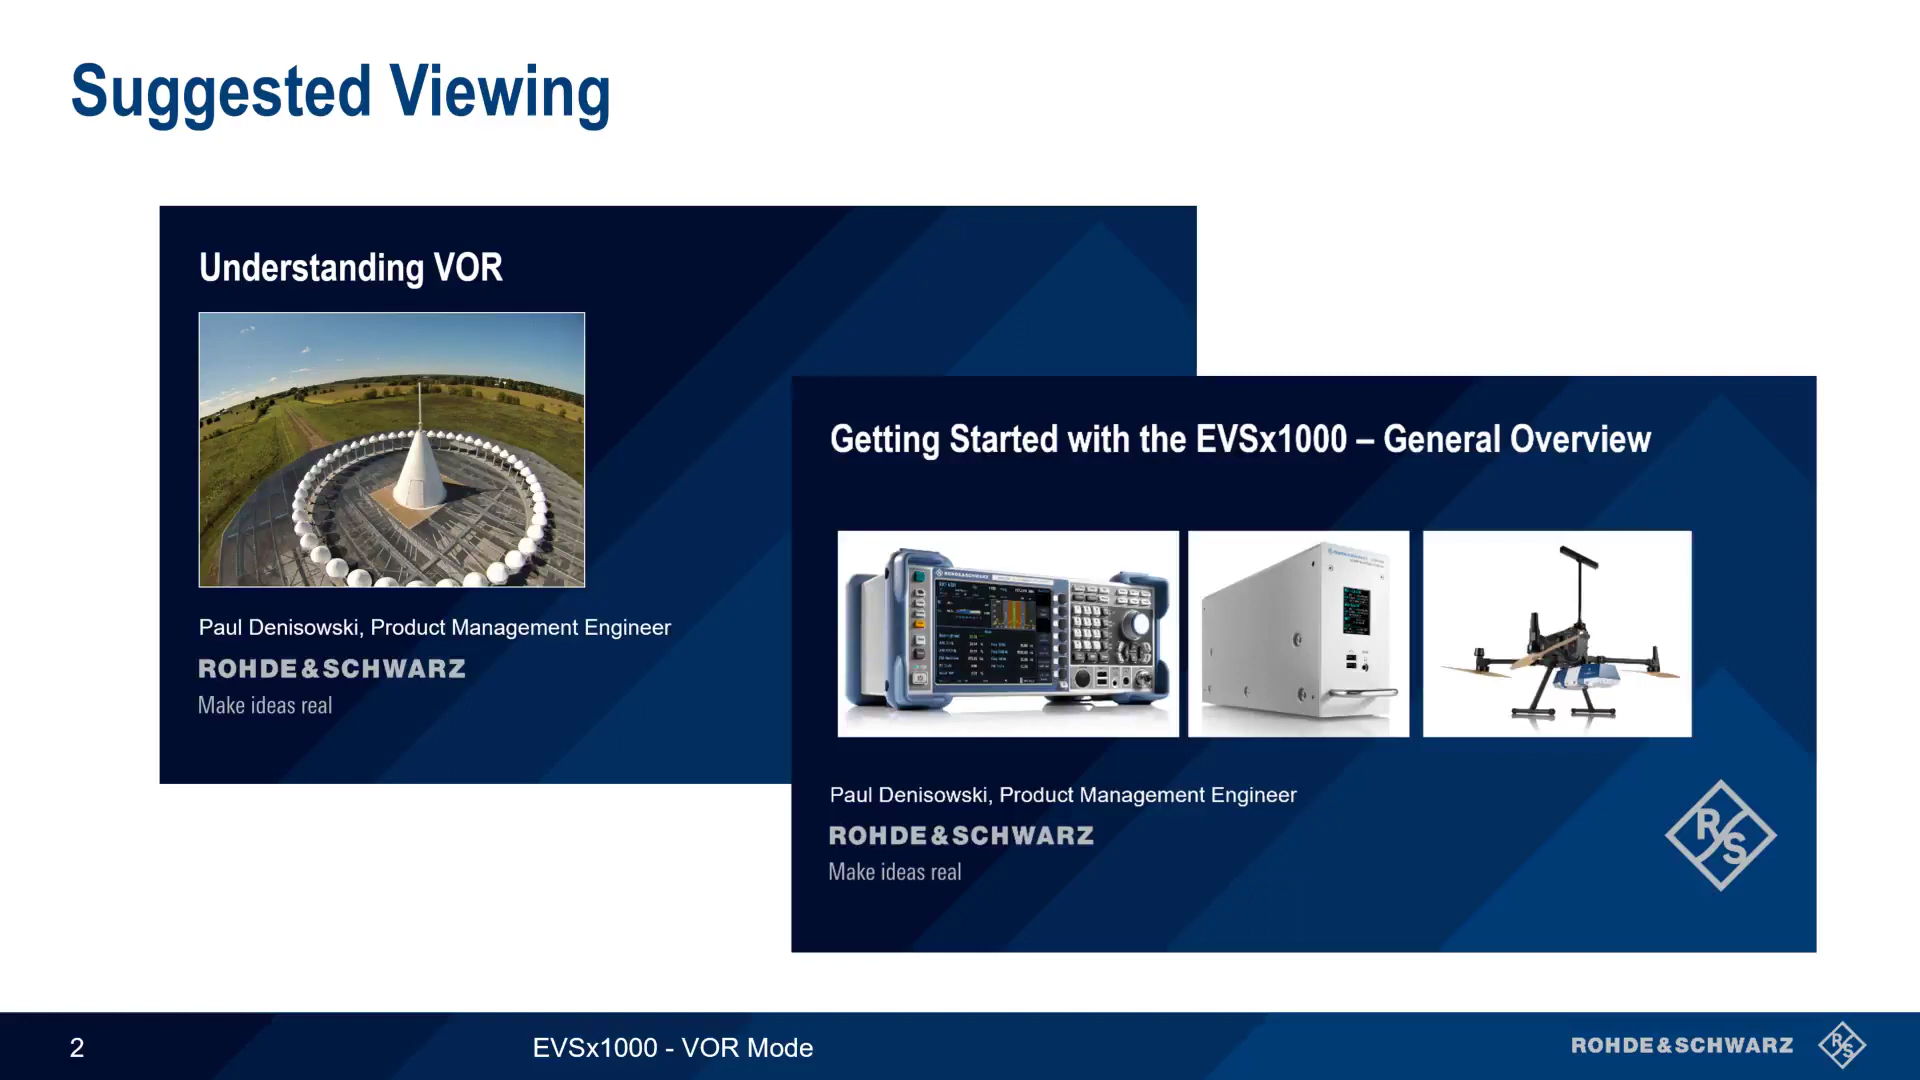 Suggested Viewing
Understanding VOR
Paul Denisowski, Product Management Engineer
ROHDE&SCHWARZ
Make ideas real
Getting Started with the EVSx1000 – General Overview
Paul Denisowski, Product Management Engineer
ROHDE&SCHWARZ
Make ideas real
R S
2
EVSx1000 - VOR Mode
ROHDE&SCHWARZ
R S